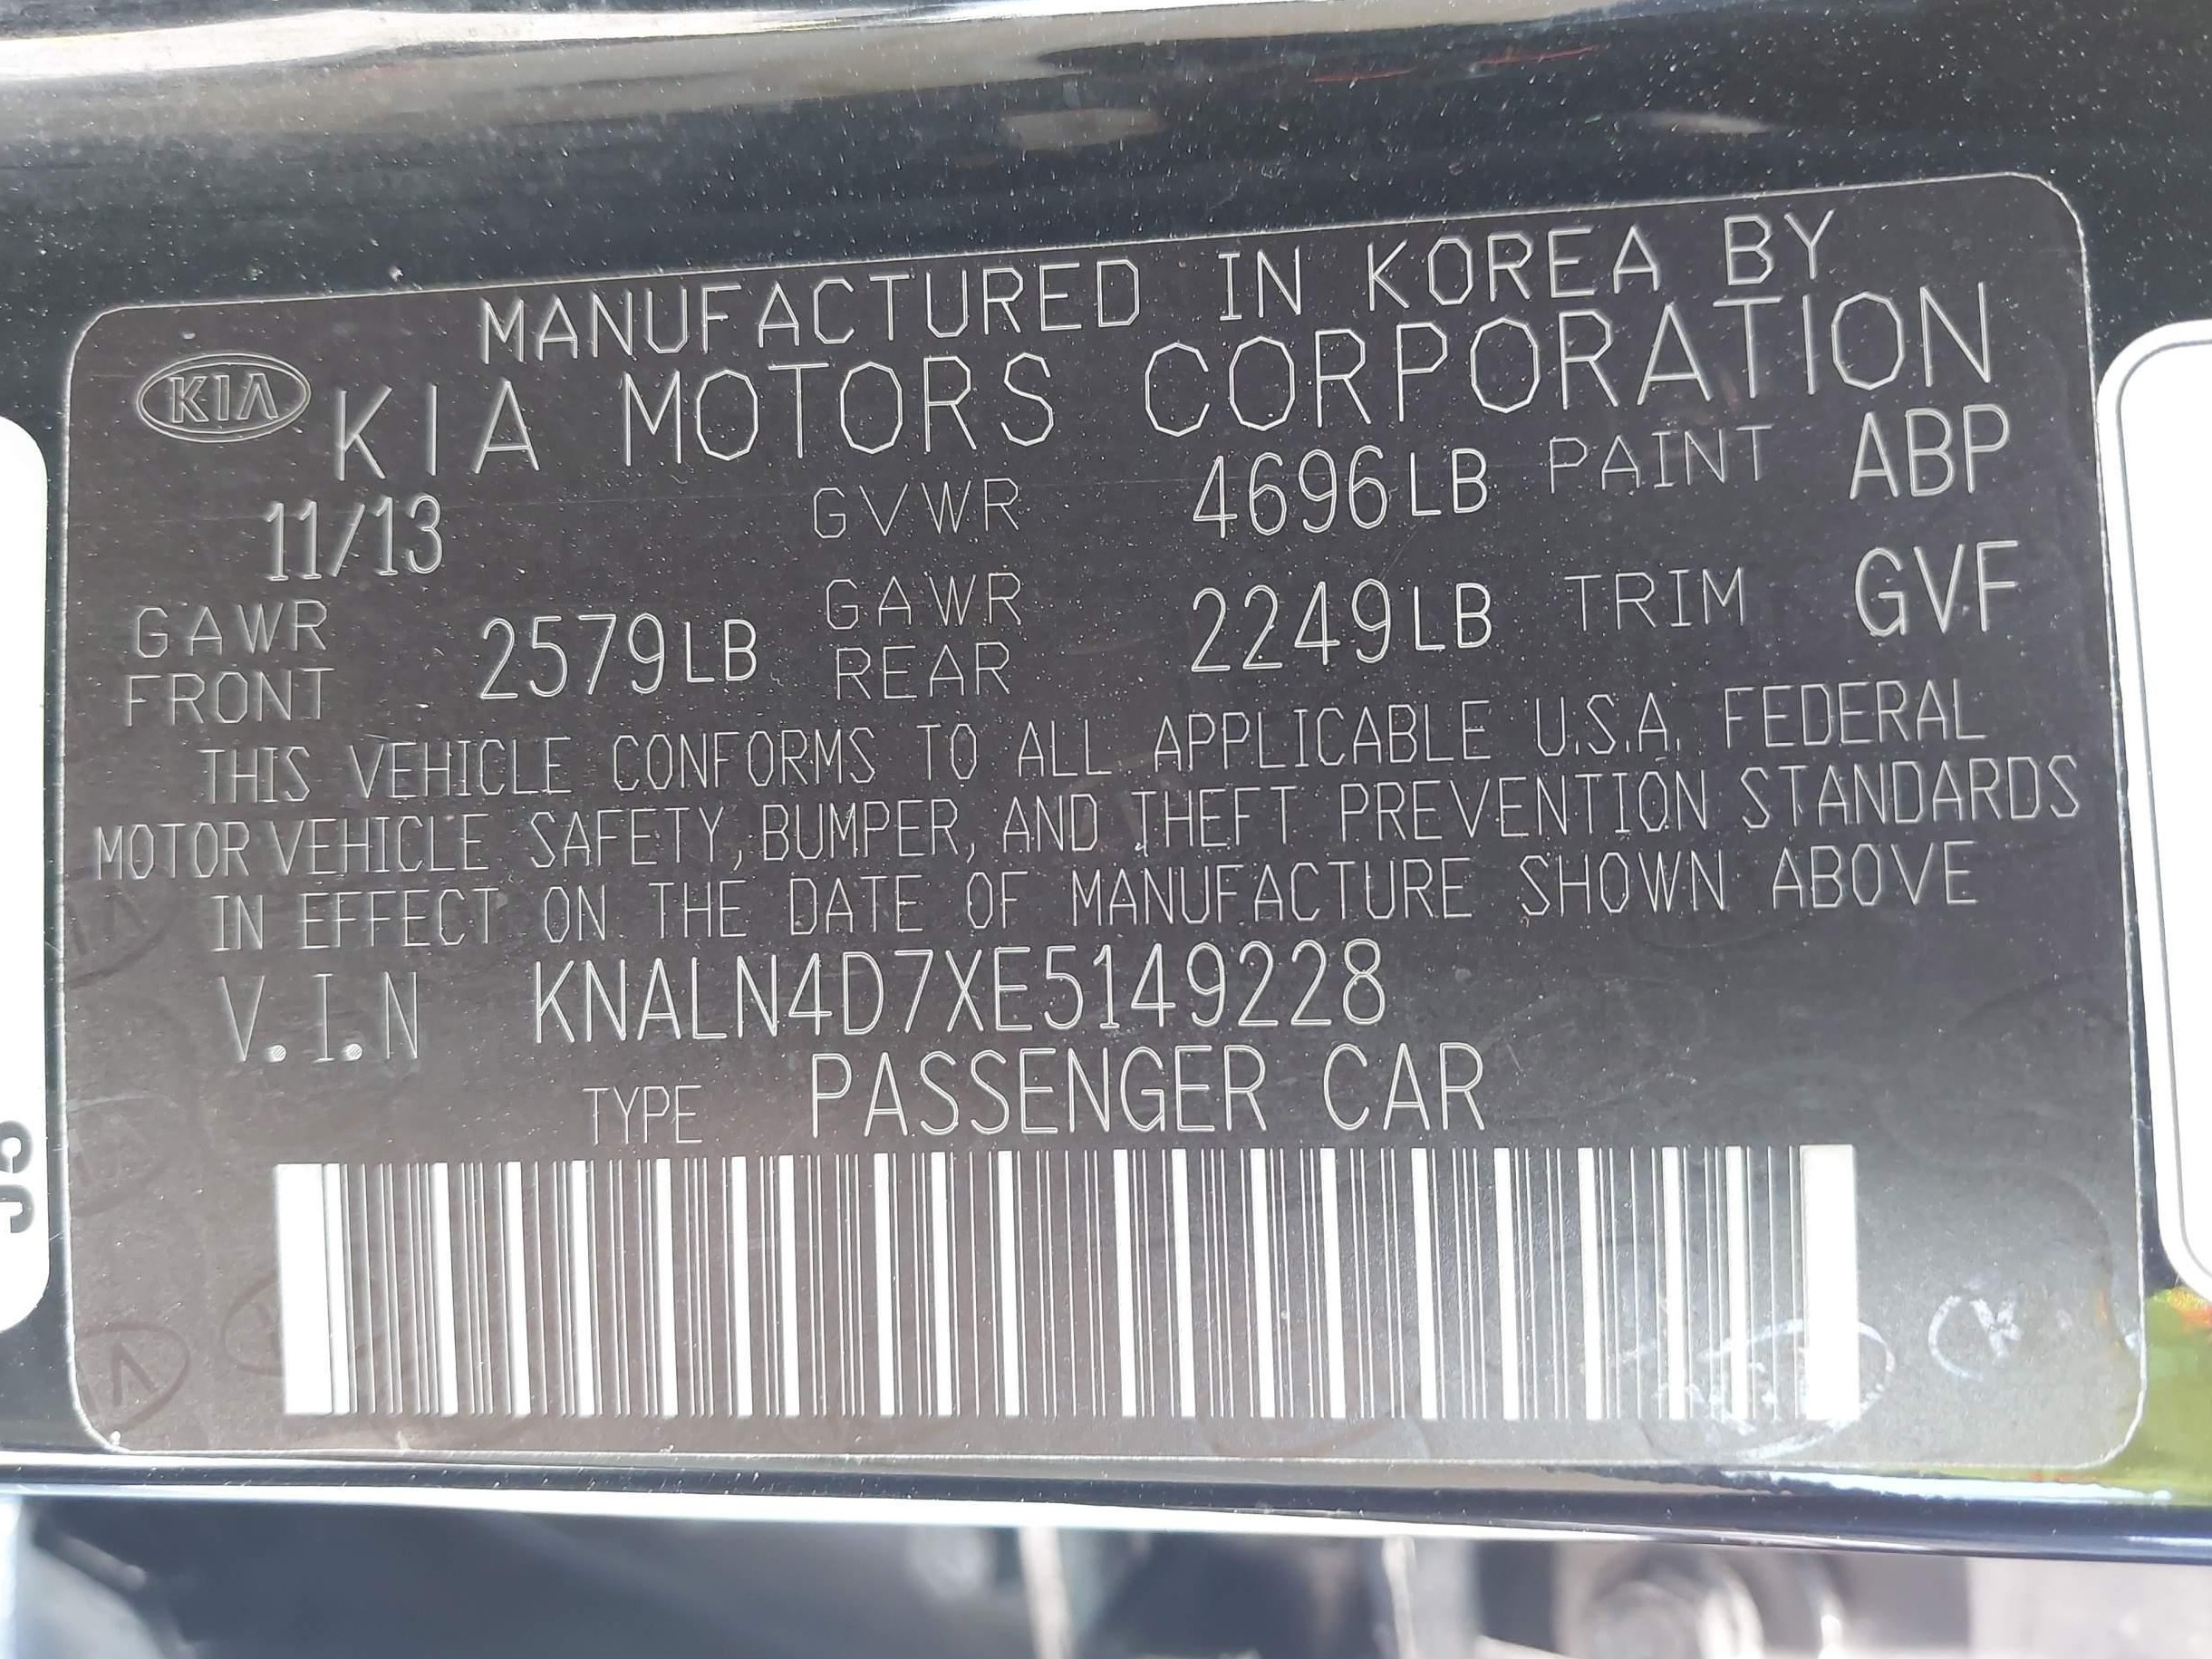 MANUFACTURED IN KOREA BY
KIA
KIA MOTORS CORPORATION
11/13 GVWR 4696LB PAINT ABP
GAWR FRONT 2579LB GAWR REAR 2249LB TRIM GVF
THIS VEHICLE CONFORMS TO ALL APPLICABLE U.S.A. FEDERAL
MOTOR VEHICLE SAFETY, BUMPER, AND THEFT PREVENTION STANDARDS
IN EFFECT ON THE DATE OF MANUFACTURE SHOWN ABOVE
V.I.N KNALN4D7XE5149228
TYPE PASSENGER CAR